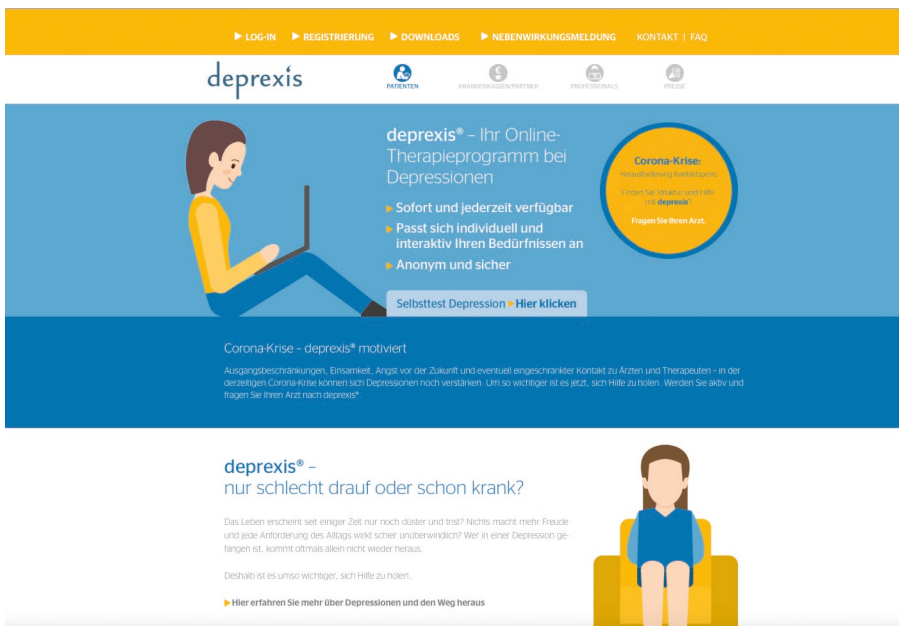 LOG-IN REGISTRIERUNG DOWNLOADS NEBENWIRKUNGSMELDUNG KONTAKT | FAQ
deprexis
PATIENTEN KRANKENKASSEN/PARTNER PROFESSIONALS PRESSE
deprexis® – Ihr Online-
Therapieprogramm bei
Depressionen
Sofort und jederzeit verfügbar
Passt sich individuell und
interaktiv Ihren Bedürfnissen an
Anonym und sicher
Selbsttest Depression Hier klicken
Corona-Krise:
Herausforderung Kontaktsperre
Finden Sie Struktur und Hilfe
mit deprexis®
Fragen Sie Ihren Arzt.
Corona-Krise – deprexis® motiviert
Ausgangsbeschränkungen, Einsamkeit, Angst vor der Zukunft und eventuell eingeschränkter Kontakt zu Ärzten und Therapeuten – in der
derzeitigen Corona-Krise können sich Depressionen noch verstärken. Um so wichtiger ist es jetzt, sich Hilfe zu holen. Werden Sie aktiv und
fragen Sie Ihren Arzt nach deprexis®.
deprexis® –
nur schlecht drauf oder schon krank?
Das Leben erscheint seit einiger Zeit nur noch düster und trist? Nichts macht mehr Freude
und jede Anforderung des Alltags wirkt schier unüberwindlich? Wer in einer Depression ge-
fangen ist, kommt oftmals allein nicht wieder heraus.
Deshalb ist es umso wichtiger, sich Hilfe zu holen.
Hier erfahren Sie mehr über Depressionen und den Weg heraus